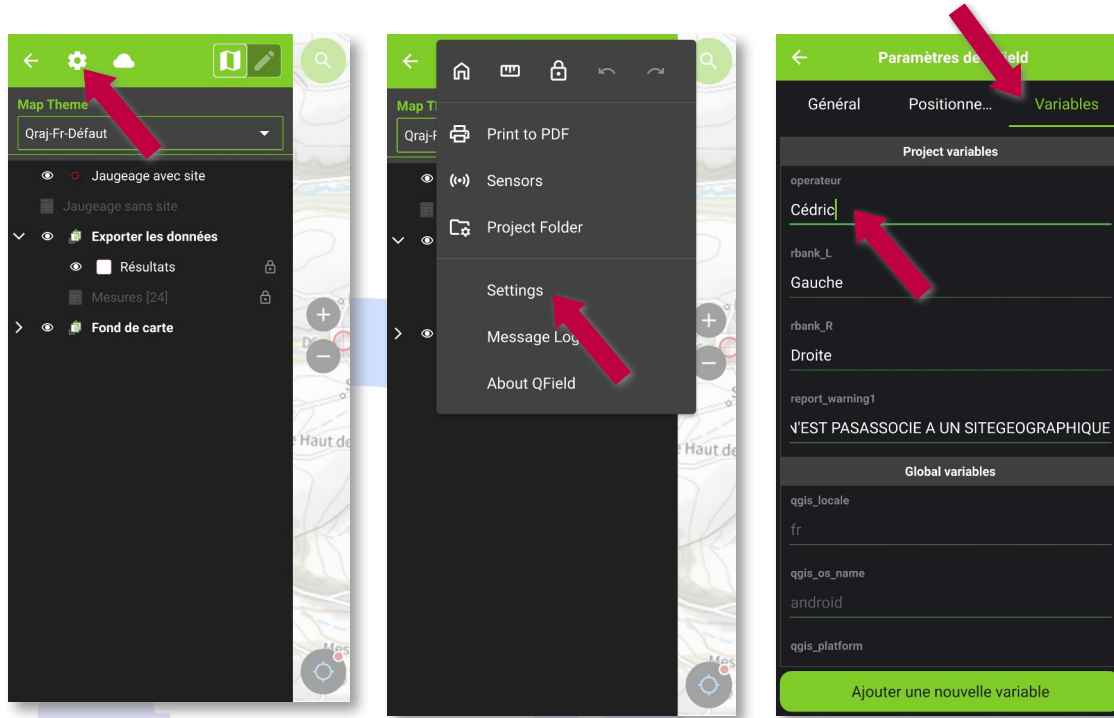 Map Theme
Qraj-Fr-Défaut
Jaugeage avec site
Jaugeage sans site
Exporter les données
Résultats
Mesures [24]
Fond de carte
e Haut de
Map T
Qraj-F
Print to PDF
Sensors
Project Folder
Settings
Message Log
About QField
e Haut de
Paramètres de ield
Général Positionne... Variables
Project variables
operateur
Cédric
rbank_L
Gauche
rbank_R
Droite
report_warning1
N'EST PASASSOCIE A UN SITEGEOGRAPHIQUE
Global variables
qgis_locale
fr
qgis_os_name
android
qgis_platform
Ajouter une nouvelle variable